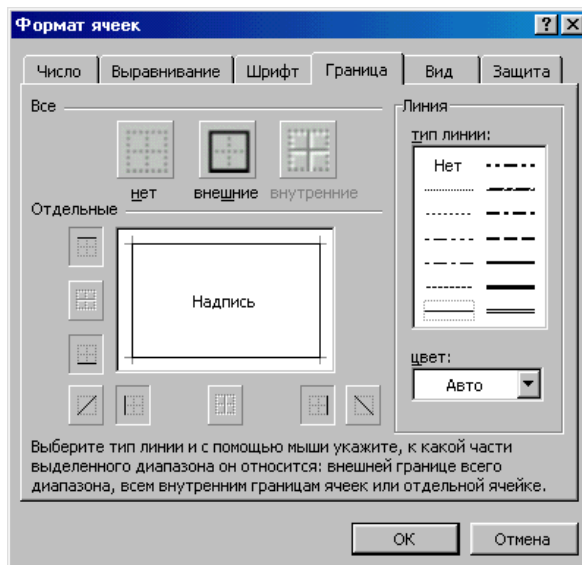 Формат ячеек
Число Выравнивание Шрифт Граница Вид Защита
Все
нет внешние внутренние
Отдельные
Надпись
Линия
тип линии:
Нет
цвет:
Авто
Выберите тип линии и с помощью мыши укажите, к какой части
выделенного диапазона он относится: внешней границе всего
диапазона, всем внутренним границам ячеек или отдельной ячейке.
ОК Отмена